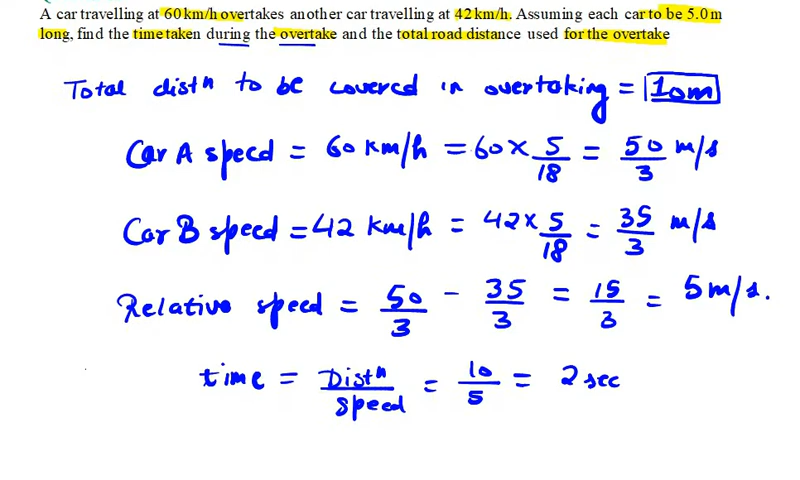 A car travelling at 60 km/h overtakes another car travelling at 42 km/h. Assuming each car to be 5.0 m
long, find the time taken during the overtake and the total road distance used for the overtake
Total distn to be covered in overtaking = 10m
Car A speed = 60 km/h = 60 × 5/18 = 50/3 m/s
Car B speed = 42 km/h = 42 × 5/18 = 35/3 m/s
Relative speed = 50/3 - 35/3 = 15/3 = 5 m/s.
time = Distn/speed = 10/5 = 2 sec